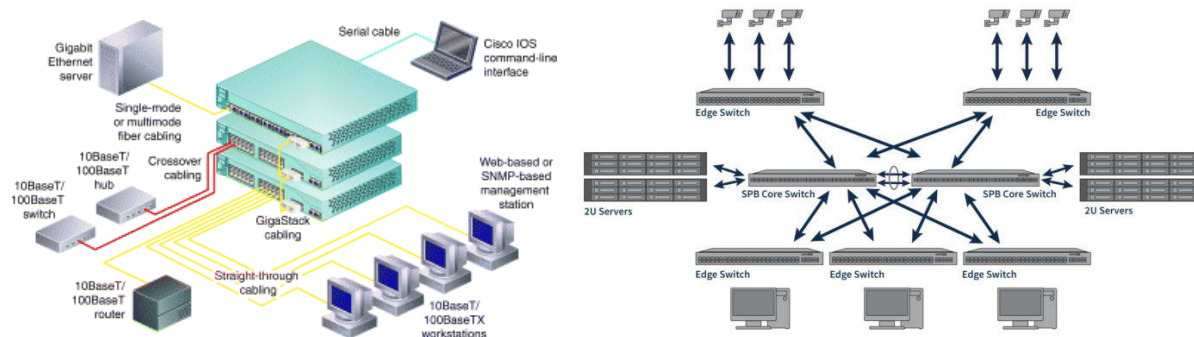 Gigabit
Ethernet
server
Serial cable
Cisco IOS
command-line
interface
Single-mode
or multimode
fiber cabling
10BaseT/
100BaseT
hub
Crossover
cabling
10BaseT/
100BaseT
switch
GigaStack
cabling
Web-based or
SNMP-based
management
station
Straight-through
cabling
10BaseT/
100BaseT
router
10BaseT/
100BaseTX
workstations
Edge Switch
Edge Switch
2U Servers
SPB Core Switch
SPB Core Switch
2U Servers
Edge Switch
Edge Switch
Edge Switch